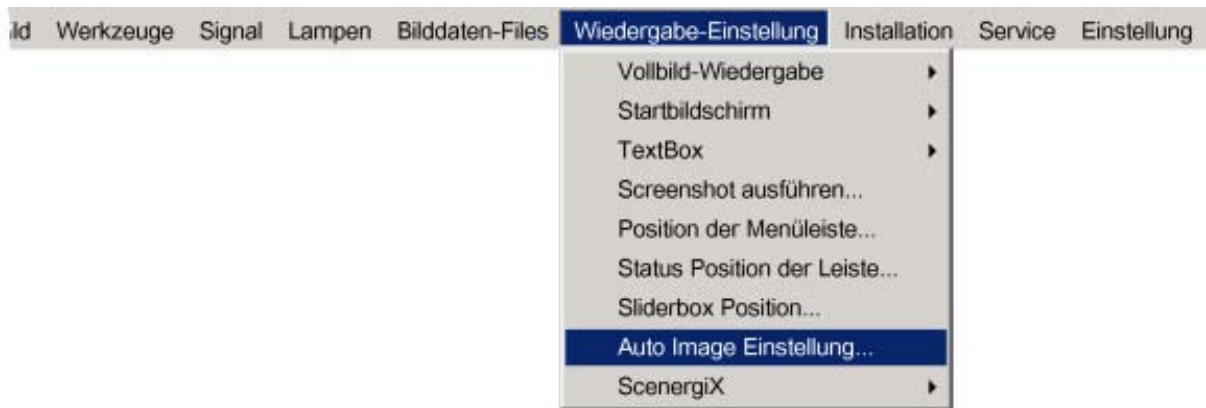 Werkzeuge Signal Lampen Bilddaten-Files Wiedergabe-Einstellung Installation Service Einstellung
Vollbild-Wiedergabe
Startbildschirm
TextBox
Screenshot ausführen...
Position der Menüleiste...
Status Position der Leiste...
Sliderbox Position...
Auto Image Einstellung...
ScenergiX